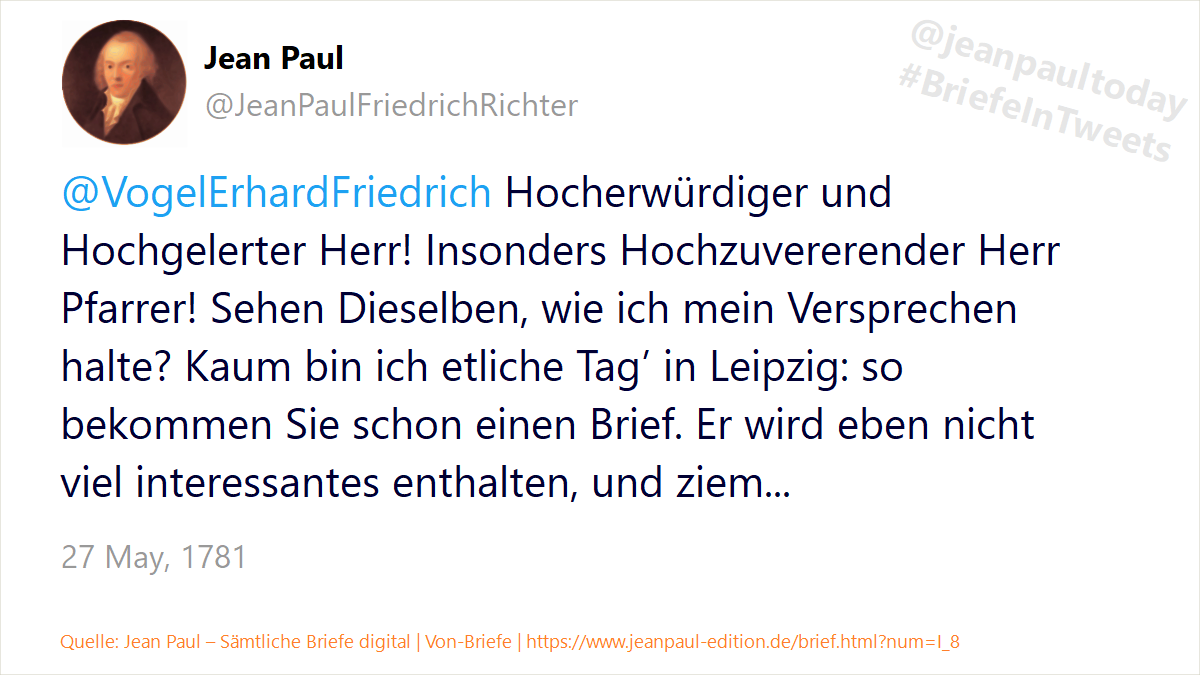 Jean Paul
@JeanPaulFriedrichRichter
@jeanpaultoday
#BriefeInTweets
@VogelErhardFriedrich Hocherwürdiger und
Hochgelerter Herr! Insonders Hochzuvererender Herr
Pfarrer! Sehen Dieselben, wie ich mein Versprechen
halte? Kaum bin ich etliche Tag’ in Leipzig: so
bekommen Sie schon einen Brief. Er wird eben nicht
viel interessantes enthalten, und ziem...
27 May, 1781
Quelle: Jean Paul – Sämtliche Briefe digital | Von-Briefe | https://www.jeanpaul-edition.de/brief.html?num=I_8